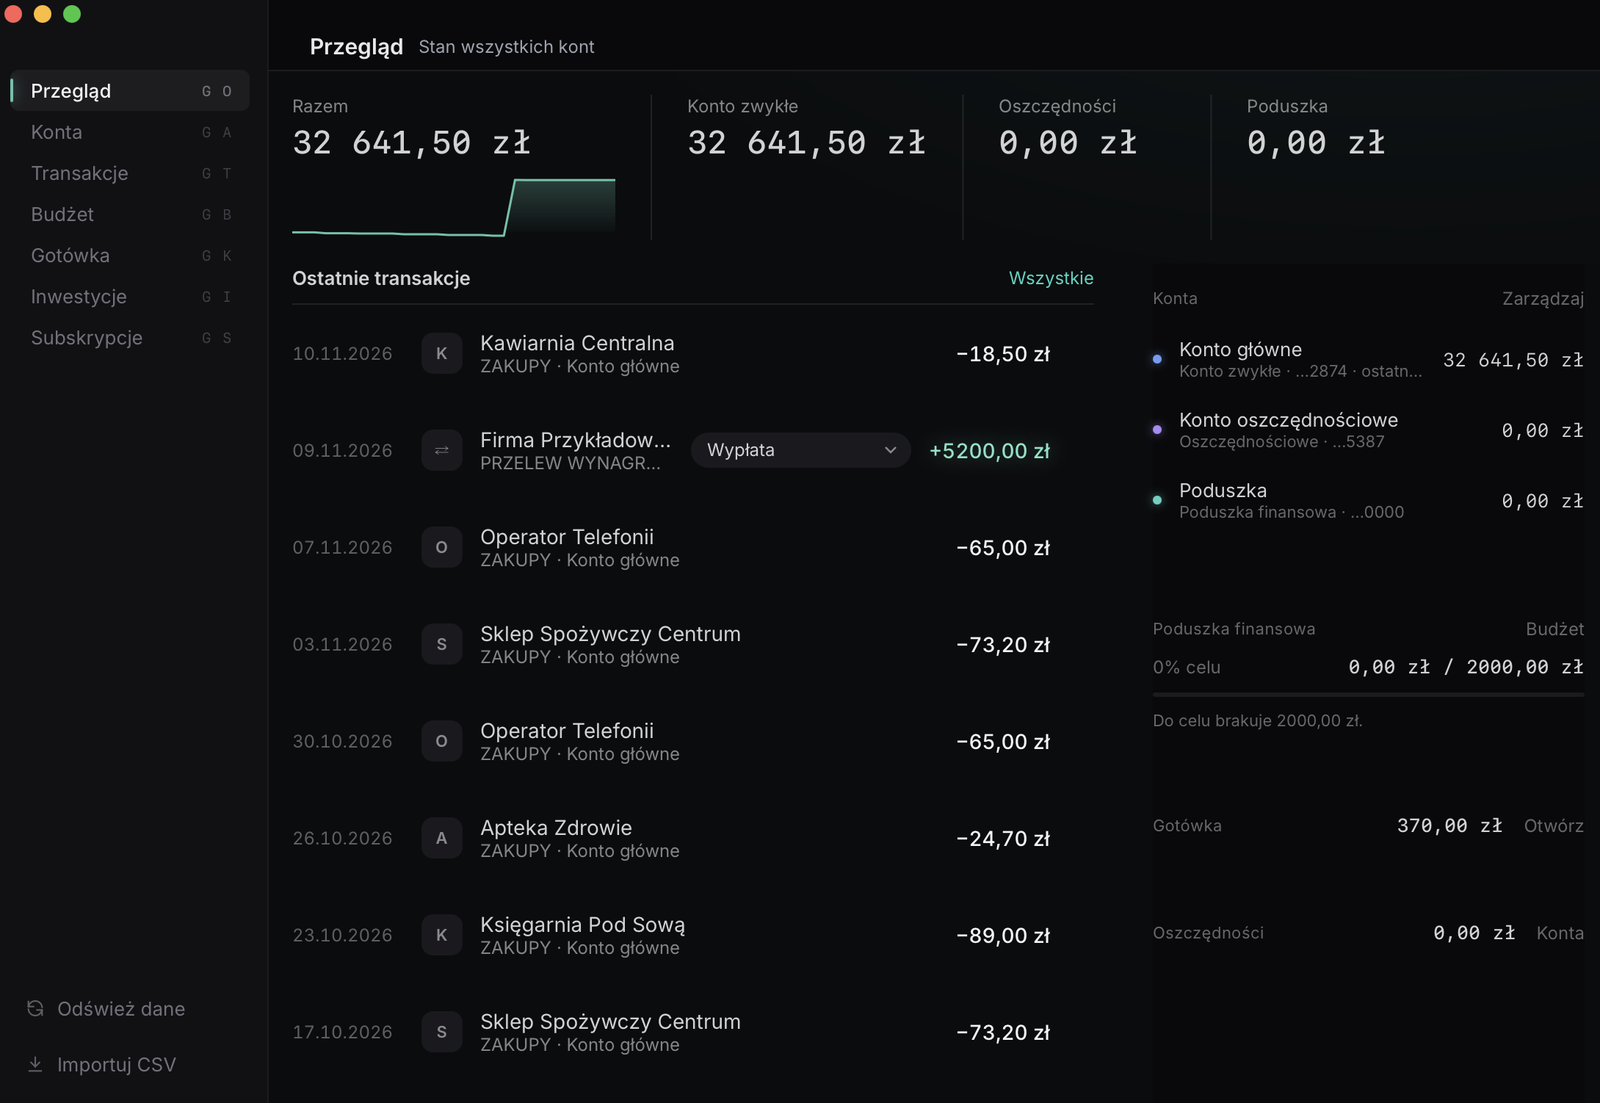 Przegląd Stan wszystkich kont
Przegląd G O
Konta G A
Transakcje G T
Budżet G B
Gotówka G K
Inwestycje G I
Subskrypcje G S
Odśwież dane
Importuj CSV
Razem
32 641,50 zł
Konto zwykłe
32 641,50 zł
Oszczędności
0,00 zł
Poduszka
0,00 zł
Ostatnie transakcje Wszystkie
10.11.2026 K Kawiarnia Centralna −18,50 zł
ZAKUPY · Konto główne
09.11.2026 Firma Przykładow... Wypłata +5200,00 zł
PRZELEW WYNAGR...
07.11.2026 O Operator Telefonii −65,00 zł
ZAKUPY · Konto główne
03.11.2026 S Sklep Spożywczy Centrum −73,20 zł
ZAKUPY · Konto główne
30.10.2026 O Operator Telefonii −65,00 zł
ZAKUPY · Konto główne
26.10.2026 A Apteka Zdrowie −24,70 zł
ZAKUPY · Konto główne
23.10.2026 K Księgarnia Pod Sową −89,00 zł
ZAKUPY · Konto główne
17.10.2026 S Sklep Spożywczy Centrum −73,20 zł
ZAKUPY · Konto główne
Konta Zarządzaj
Konto główne 32 641,50 zł
Konto zwykłe · ...2874 · ostatn...
Konto oszczędnościowe 0,00 zł
Oszczędnościowe · ...5387
Poduszka 0,00 zł
Poduszka finansowa · ...0000
Poduszka finansowa Budżet
0% celu 0,00 zł / 2000,00 zł
Do celu brakuje 2000,00 zł.
Gotówka 370,00 zł Otwórz
Oszczędności 0,00 zł Konta